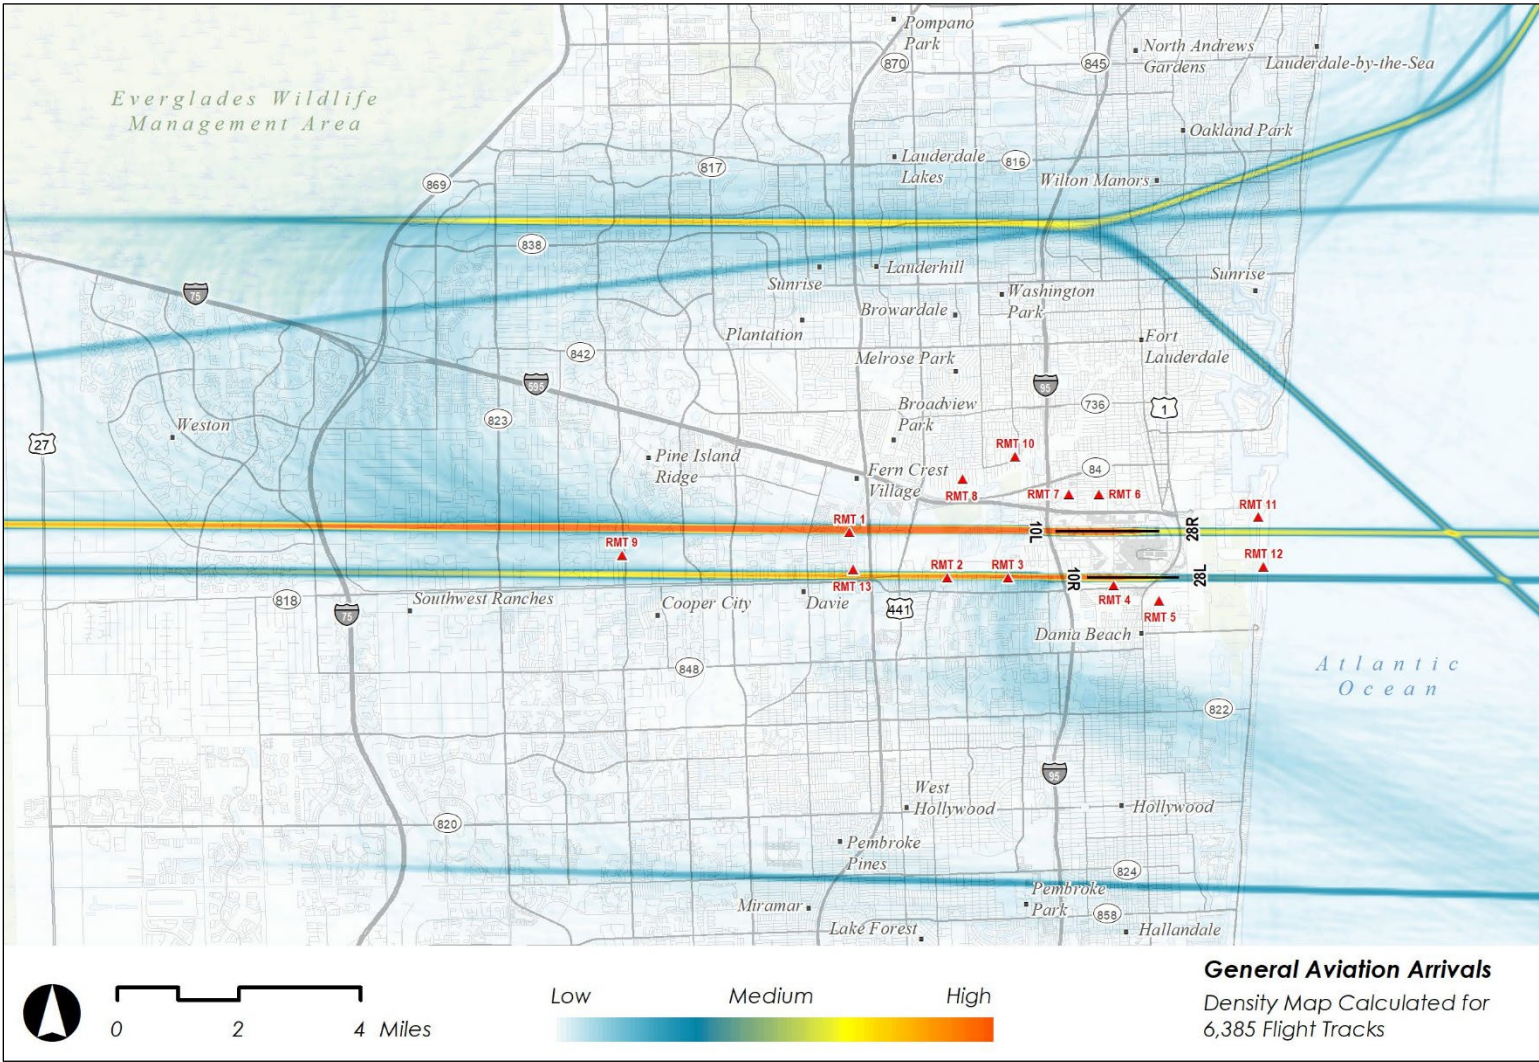 Pompano
Park
870
845
North Andrews
Gardens
Lauderdale-by-the-Sea
Everglades Wildlife
Management Area
Oakland Park
Lauderdale
Lakes
816
817
Wilton Manors
869
838
Sunrise
Lauderhill
Sunrise
75
Washington
Park
Browardale
Plantation
Fort
Lauderdale
842
Melrose Park
595
95
736
1
823
Broadview
Park
Weston
27
RMT 10
Pine Island
Ridge
84
Fern Crest
Village
RMT 8
RMT 7
RMT 6
RMT 11
RMT 1
10L
28R
RMT 9
RMT 2
RMT 3
RMT 12
RMT 13
10R
28L
818
Southwest Ranches
Cooper City
Davie
441
RMT 4
RMT 5
75
Dania Beach
848
Atlantic
Ocean
822
95
West
Hollywood
Hollywood
820
Pembroke
Pines
824
Miramar
Pembroke
Park
858
Lake Forest
Hallandale
0 2 4 Miles
Low Medium High
General Aviation Arrivals
Density Map Calculated for
6,385 Flight Tracks